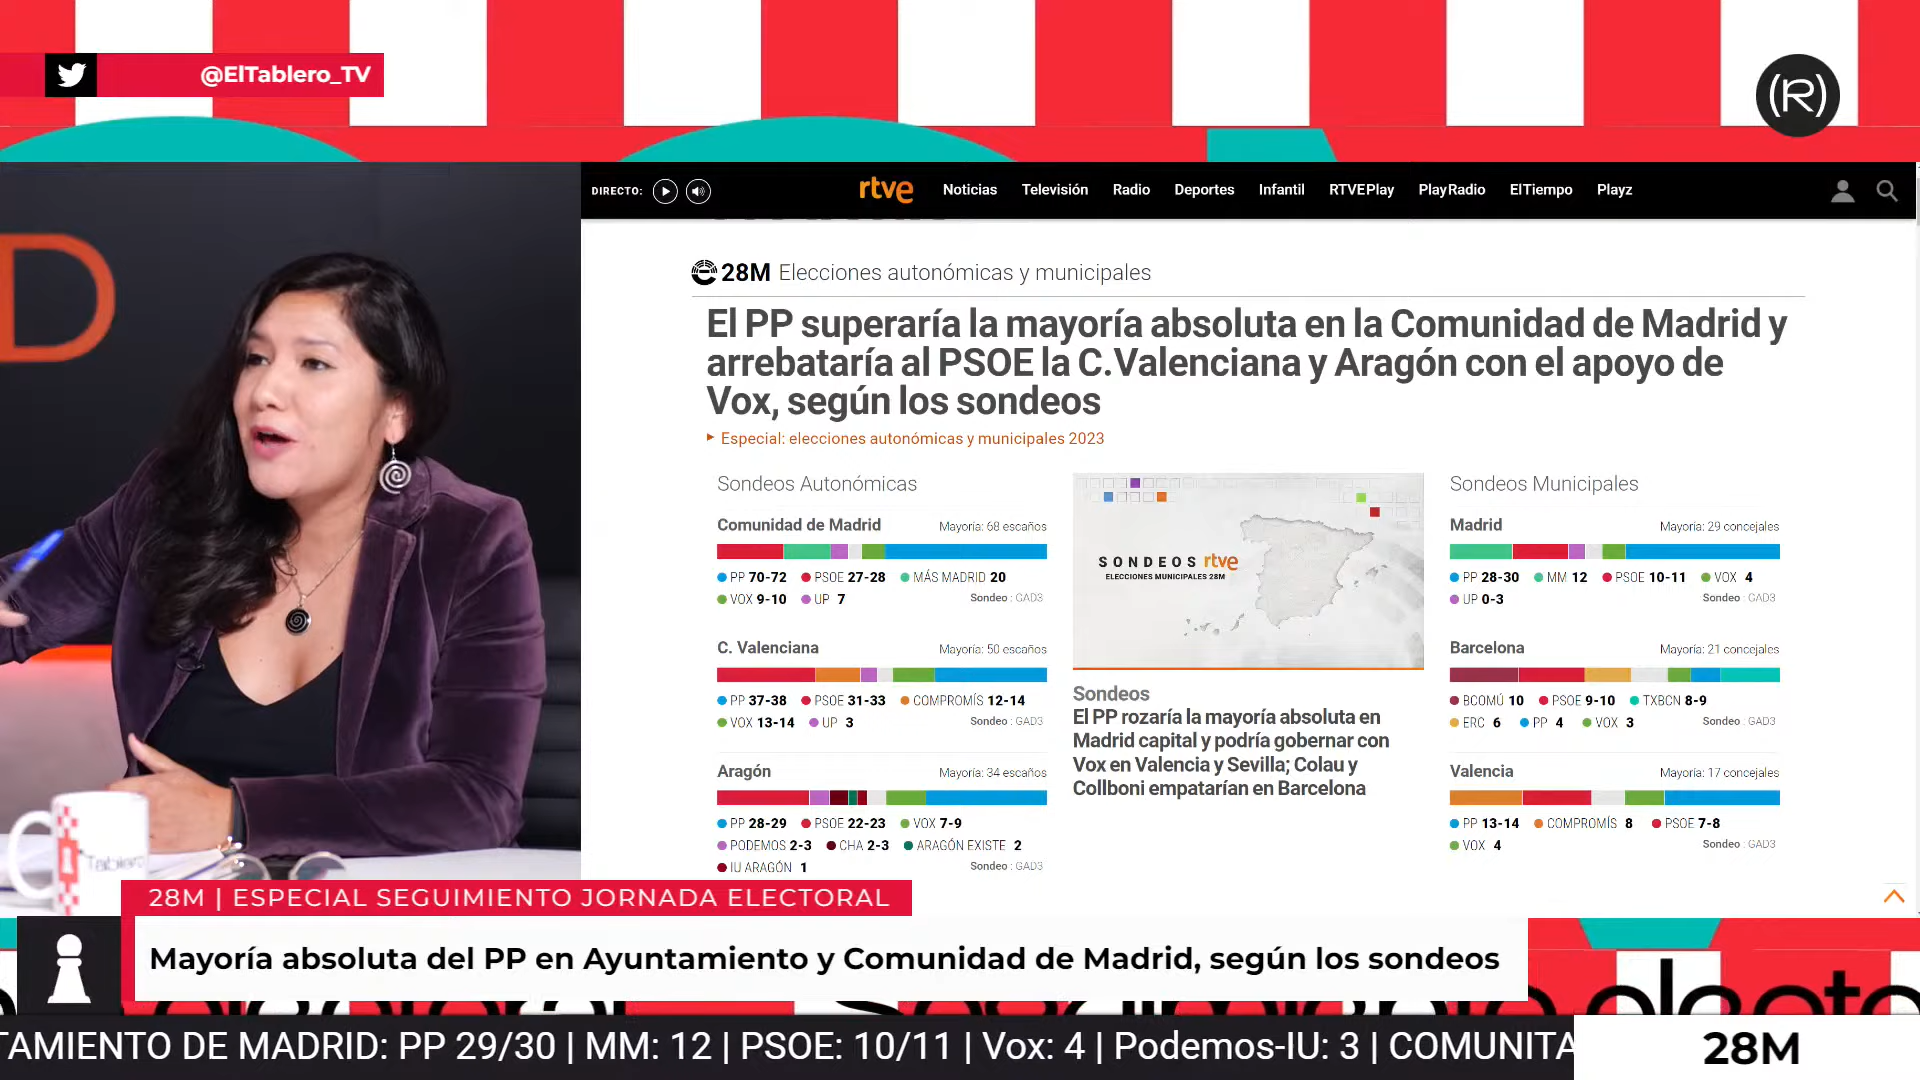 @ElTablero_TV
(R)
DIRECTO:
rtve
Noticias Televisión Radio Deportes Infantil RTVEPlay PlayRadio ElTiempo Playz
28M Elecciones autonómicas y municipales
El PP superaría la mayoría absoluta en la Comunidad de Madrid y
arrebataría al PSOE la C.Valenciana y Aragón con el apoyo de
Vox, según los sondeos
Especial: elecciones autonómicas y municipales 2023
Sondeos Autonómicas
Comunidad de Madrid Mayoría: 68 escaños
PP 70-72 PSOE 27-28 MÁS MADRID 20
VOX 9-10 UP 7 Sondeo : GAD3
C. Valenciana Mayoría: 50 escaños
PP 37-38 PSOE 31-33 COMPROMÍS 12-14
VOX 13-14 UP 3 Sondeo : GAD3
Aragón Mayoría: 34 escaños
PP 28-29 PSOE 22-23 VOX 7-9
PODEMOS 2-3 CHA 2-3 ARAGÓN EXISTE 2
IU ARAGÓN 1 Sondeo : GAD3
SONDEOS rtve
ELECCIONES MUNICIPALES 28M
Sondeos
El PP rozaría la mayoría absoluta en
Madrid capital y podría gobernar con
Vox en Valencia y Sevilla; Colau y
Collboni empatarían en Barcelona
Sondeos Municipales
Madrid Mayoría: 29 concejales
PP 28-30 MM 12 PSOE 10-11 VOX 4
UP 0-3 Sondeo : GAD3
Barcelona Mayoría: 21 concejales
BCOMÚ 10 PSOE 9-10 TXBCN 8-9
ERC 6 PP 4 VOX 3 Sondeo : GAD3
Valencia Mayoría: 17 concejales
PP 13-14 COMPROMÍS 8 PSOE 7-8
VOX 4 Sondeo : GAD3
Tablero
28M | ESPECIAL SEGUIMIENTO JORNADA ELECTORAL
Mayoría absoluta del PP en Ayuntamiento y Comunidad de Madrid, según los sondeos
TAMIENTO DE MADRID: PP 29/30 | MM: 12 | PSOE: 10/11 | Vox: 4 | Podemos-IU: 3 | COMUNITA
28M